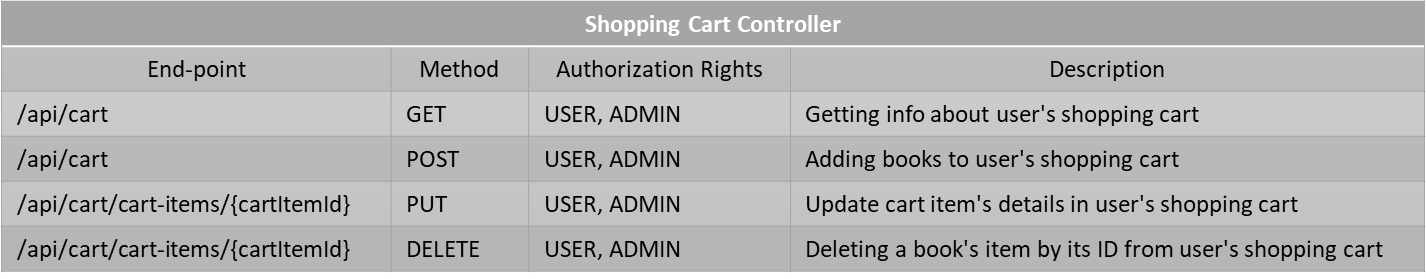 Shopping Cart Controller
End-point Method Authorization Rights Description
/api/cart GET USER, ADMIN Getting info about user's shopping cart
/api/cart POST USER, ADMIN Adding books to user's shopping cart
/api/cart/cart-items/{cartItemId} PUT USER, ADMIN Update cart item's details in user's shopping cart
/api/cart/cart-items/{cartItemId} DELETE USER, ADMIN Deleting a book's item by its ID from user's shopping cart